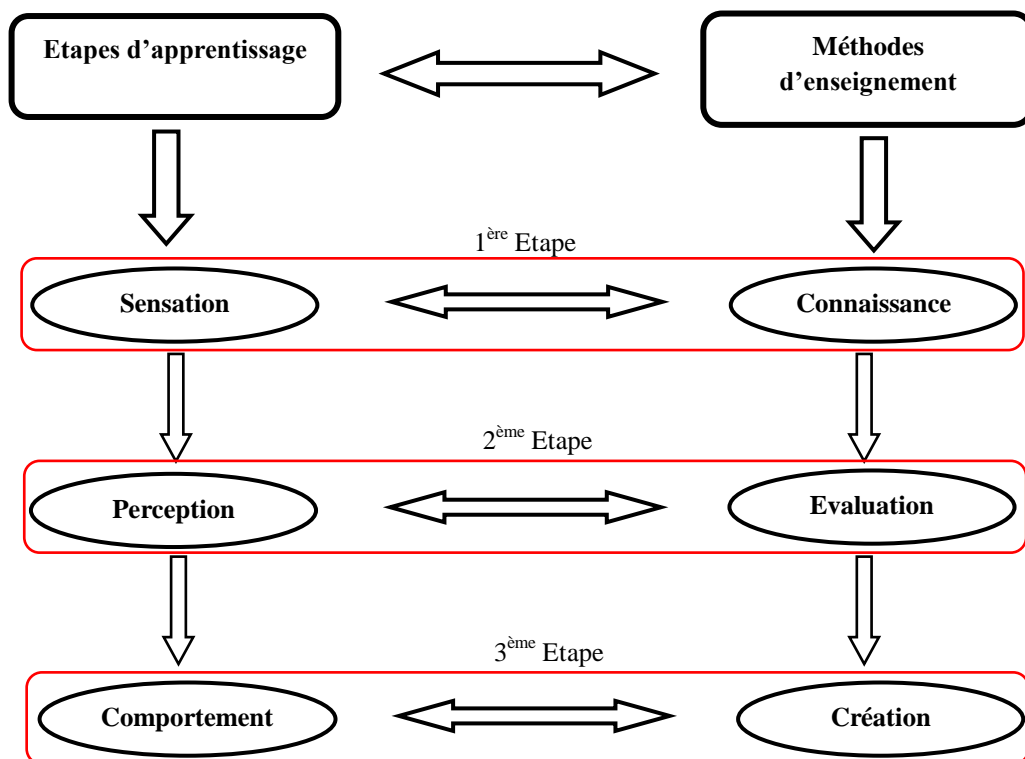 Etapes d’apprentissage
Méthodes
d’enseignement
1ère Etape
Sensation
Connaissance
2ème Etape
Perception
Evaluation
3ème Etape
Comportement
Création